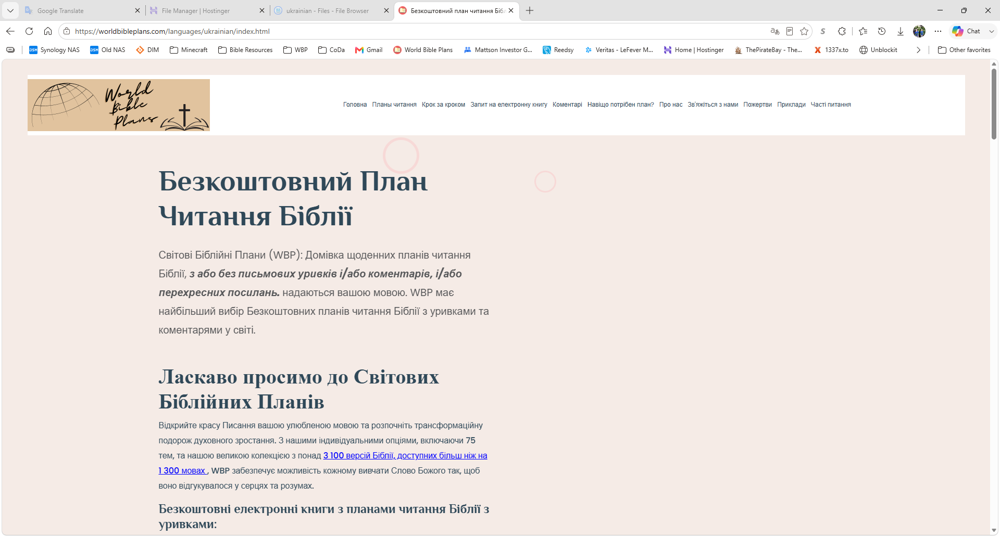 Google Translate
File Manager | Hostinger
ukrainian - Files - File Browser
Безкоштовний план читання Бібл
https://worldbibleplans.com/languages/ukrainian/index.html
Chat
Synology NAS
Old NAS
DIM
Minecraft
Bible Resources
WBP
CoDa
Gmail
World Bible Plans
Mattson Investor G...
Reedsy
Veritas - LeFever M...
Home | Hostinger
ThePirateBay - The...
1337x.to
Unblockit
Other favorites
World
Bible
Plans
Головна
Планы читання
Крок за кроком
Запит на електронну книгу
Коментарі
Навіщо потрібен план?
Про нас
Зв'яжіться з нами
Пожертви
Приклади
Часті питання
Безкоштовний План
Читання Біблії
Світові Біблійні Плани (WBP): Домівка щоденних планів читання
Біблії, з або без письмових уривків і/або коментарів, і/або
перехресних посилань. надаються вашою мовою. WBP має
найбільший вибір Безкоштовних планів читання Біблії з уривками та
коментарями у світі.
Ласкаво просимо до Світових
Біблійних Планів
Відкрийте красу Писання вашою улюбленою мовою та розпочніть трансформаційну
подорож духовного зростання. З нашими індивідуальними опціями, включаючи 75
тем, та нашою великою колекцією з понад 3 100 версій Біблії, доступних більш ніж на
1 300 мовах , WBP забезпечує можливість кожному вивчати Слово Божого так, щоб
воно відгукувалося у серцях та розумах.
Безкоштовні електронні книги з планами читання Біблії з
уривками: